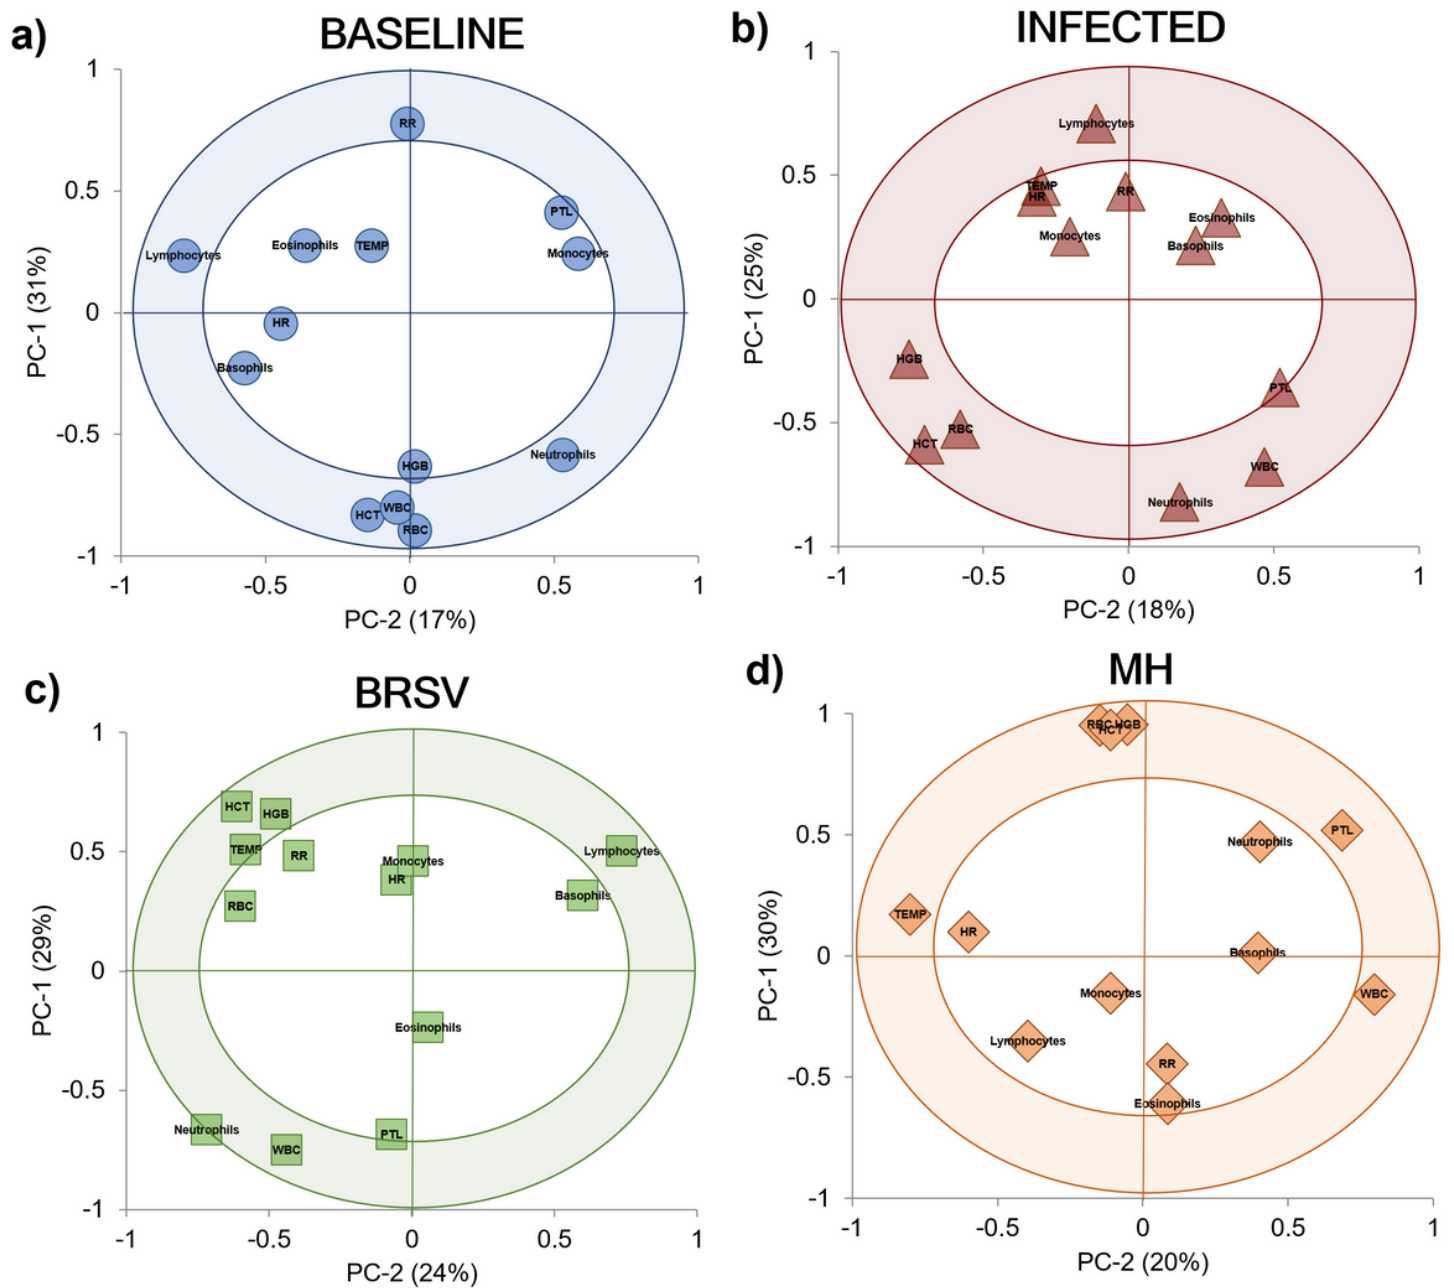 a)
BASELINE
1
0.5
0
-0.5
-1
-1
-0.5
0
0.5
1
PC-1 (31%)
PC-2 (17%)
RR
PTL
Monocytes
Eosinophils
TEMP
Lymphocytes
HR
Basophils
Neutrophils
HGB
WBC
HCT
RBC
b)
INFECTED
1
0.5
0
-0.5
-1
-1
-0.5
0
0.5
1
PC-1 (25%)
PC-2 (18%)
Lymphocytes
TEMP
HR
RR
Eosinophils
Monocytes
Basophils
HGB
PTL
RBC
HCT
WBC
Neutrophils
c)
BRSV
1
0.5
0
-0.5
-1
-1
-0.5
0
0.5
1
PC-1 (29%)
PC-2 (24%)
HCT
HGB
TEMP
RR
Monocytes
Lymphocytes
HR
Basophils
RBC
Eosinophils
Neutrophils
PTL
WBC
d)
MH
1
0.5
0
-0.5
-1
-1
-0.5
0
0.5
1
PC-1 (30%)
PC-2 (20%)
RBC
HGB
HCT
PTL
Neutrophils
TEMP
HR
Basophils
Monocytes
WBC
Lymphocytes
RR
Eosinophils